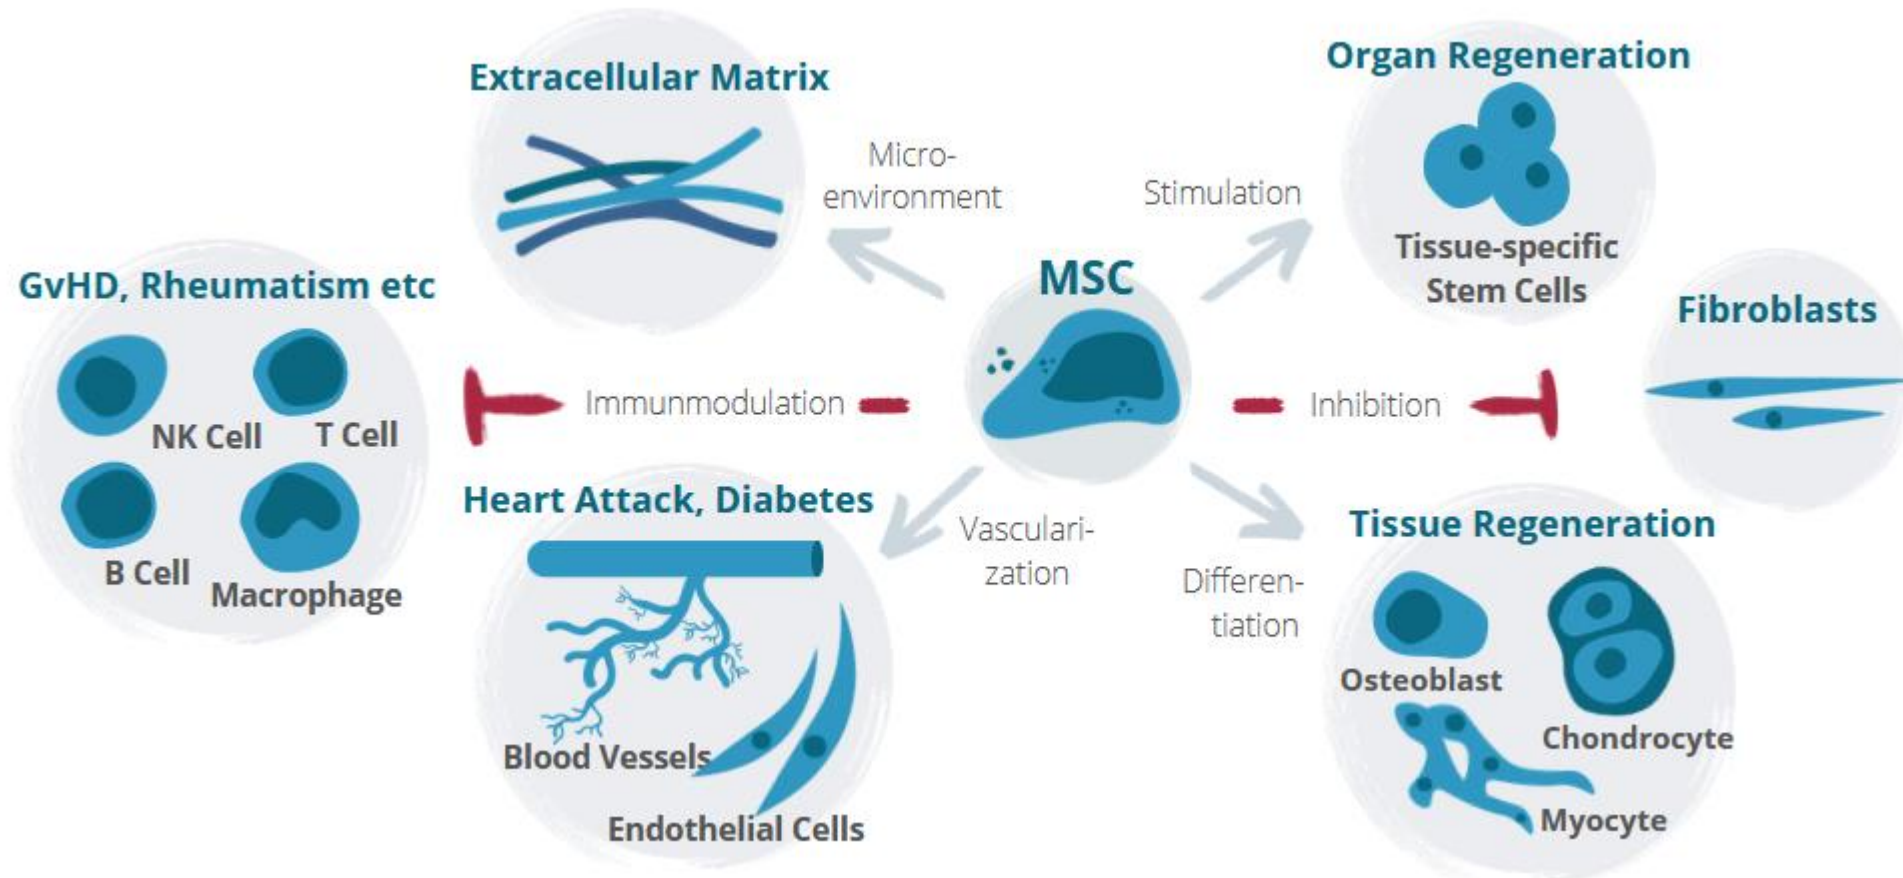 Extracellular Matrix
Micro-
environment
Organ Regeneration
Stimulation
Tissue-specific
Stem Cells
GvHD, Rheumatism etc
NK Cell
T Cell
B Cell
Macrophage
Immunmodulation
MSC
Inhibition
Fibroblasts
Heart Attack, Diabetes
Vasculari-
zation
Blood Vessels
Endothelial Cells
Differen-
tiation
Tissue Regeneration
Osteoblast
Chondrocyte
Myocyte